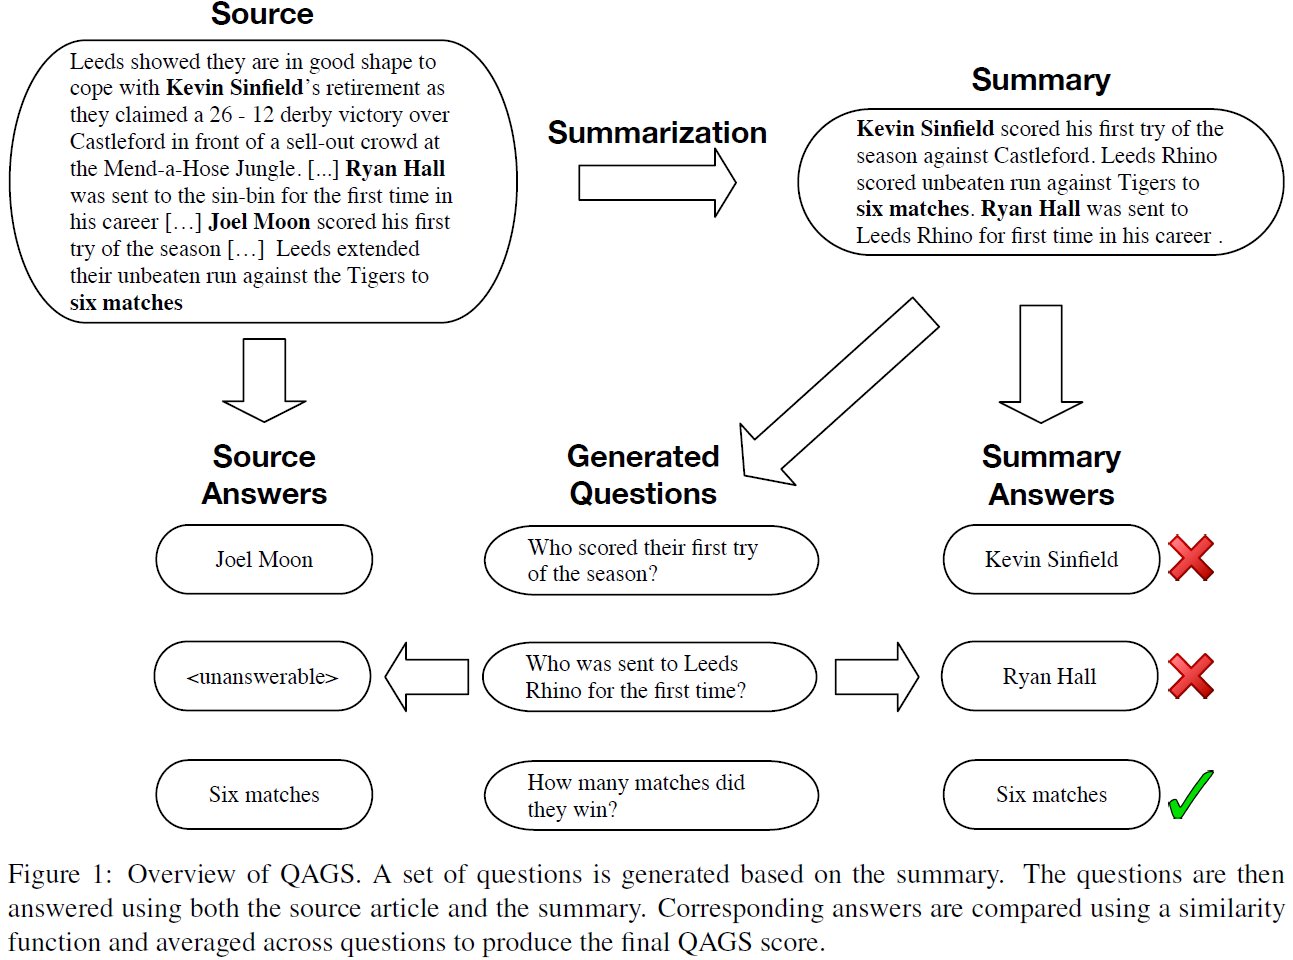 Source
Leeds showed they are in good shape to
cope with Kevin Sinfield's retirement as
they claimed a 26 - 12 derby victory over
Castleford in front of a sell-out crowd at
the Mend-a-Hose Jungle. [...] Ryan Hall
was sent to the sin-bin for the first time in
his career […] Joel Moon scored his first
try of the season […] Leeds extended
their unbeaten run against the Tigers to
six matches
Summarization
Summary
Kevin Sinfield scored his first try of the
season against Castleford. Leeds Rhino
scored unbeaten run against Tigers to
six matches. Ryan Hall was sent to
Leeds Rhino for first time in his career .
Source
Answers
Generated
Questions
Summary
Answers
Joel Moon
Who scored their first try
of the season?
Kevin Sinfield
<unanswerable>
Who was sent to Leeds
Rhino for the first time?
Ryan Hall
Six matches
How many matches did
they win?
Six matches
Figure 1: Overview of QAGS. A set of questions is generated based on the summary. The questions are then
answered using both the source article and the summary. Corresponding answers are compared using a similarity
function and averaged across questions to produce the final QAGS score.